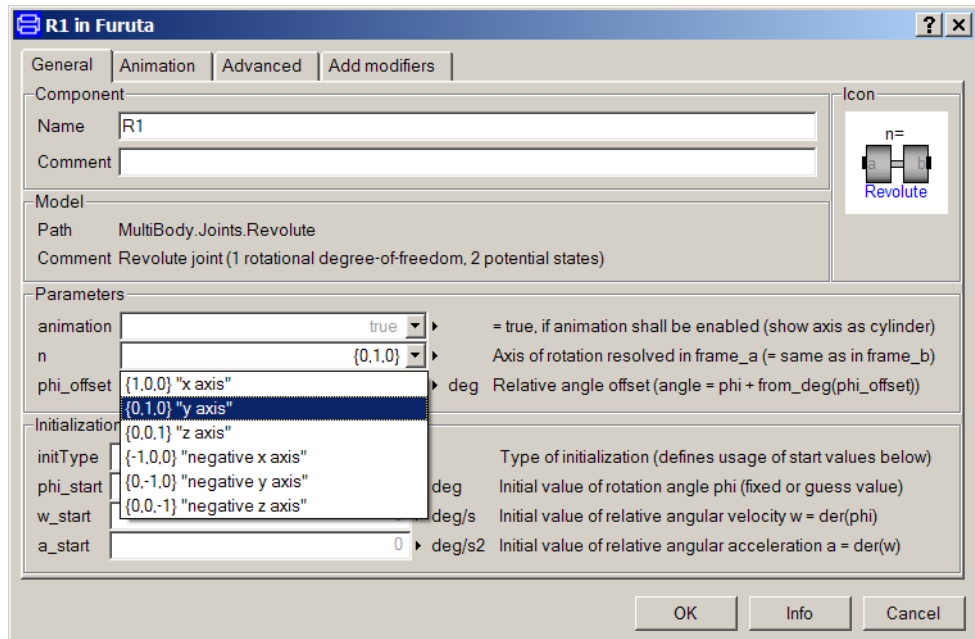 R1 in Furuta
General Animation Advanced Add modifiers
Component
Icon
Name R1
n=
a b
Comment
Revolute
Model
Path MultiBody.Joints.Revolute
Comment Revolute joint (1 rotational degree-of-freedom, 2 potential states)
Parameters
animation true = true, if animation shall be enabled (show axis as cylinder)
n {0,1,0} Axis of rotation resolved in frame_a (= same as in frame_b)
phi_offset {1,0,0} "x axis" deg Relative angle offset (angle = phi + from_deg(phi_offset))
{0,1,0} "y axis"
Initialization {0,0,1} "z axis"
initType {-1,0,0} "negative x axis" Type of initialization (defines usage of start values below)
phi_start {0,-1,0} "negative y axis" deg Initial value of rotation angle phi (fixed or guess value)
w_start {0,0,-1} "negative z axis" deg/s Initial value of relative angular velocity w = der(phi)
a_start 0 deg/s2 Initial value of relative angular acceleration a = der(w)
OK Info Cancel